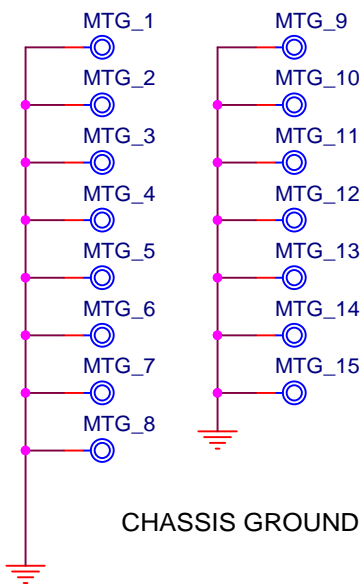 MTG_1
MTG_2
MTG_3
MTG_4
MTG_5
MTG_6
MTG_7
MTG_8
MTG_9
MTG_10
MTG_11
MTG_12
MTG_13
MTG_14
MTG_15
CHASSIS GROUND